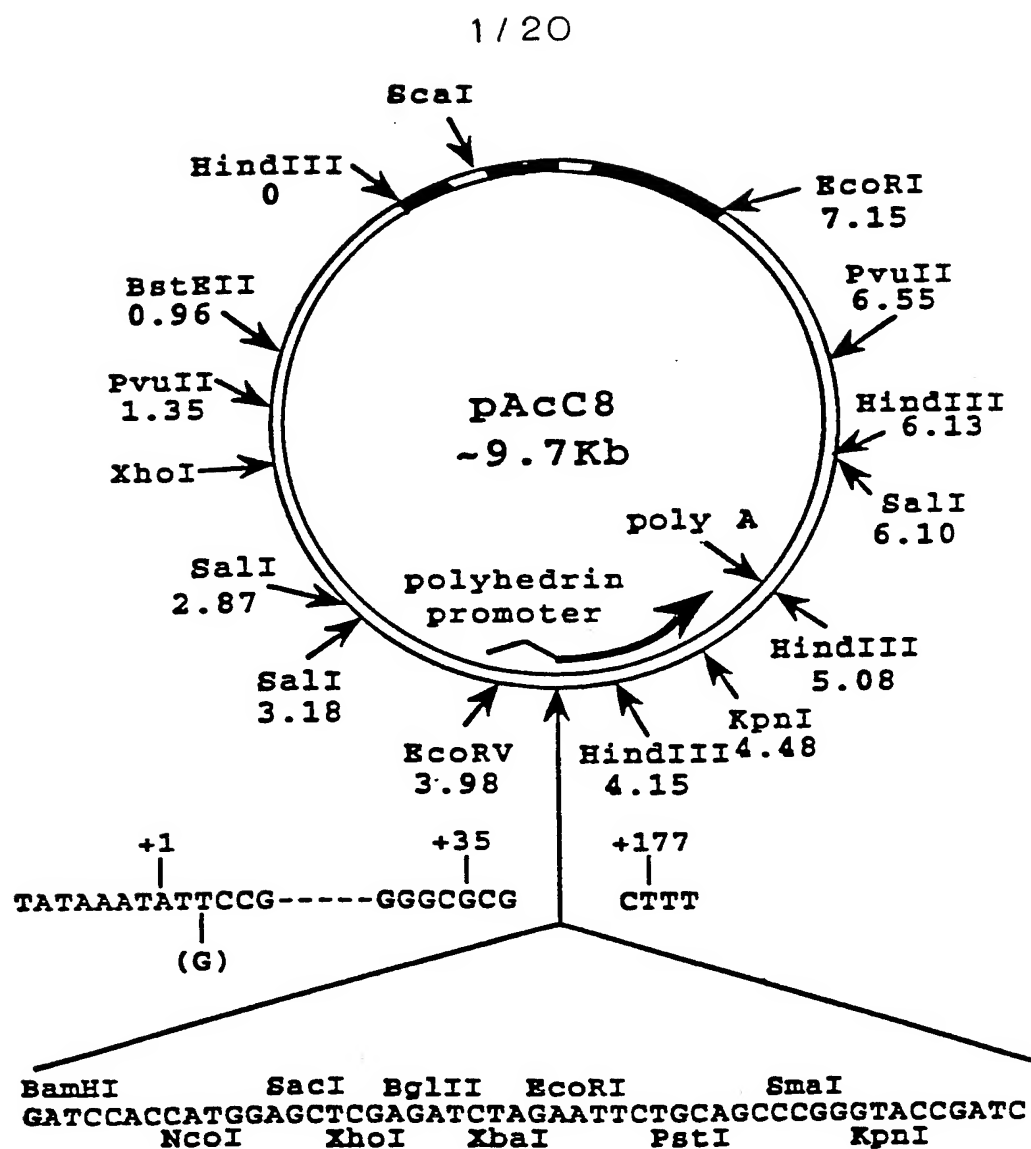 1/20
ScaI
HindIII
0
EcoRI
7.15
BstEII
0.96
PvuII
6.55
PvuII
1.35
pAcC8
~9.7Kb
HindIII
6.13
XhoI
SalI
6.10
poly A
SalI
2.87
polyhedrin
promoter
HindIII
5.08
SalI
3.18
KpnI
4.48
EcoRV
3.98
HindIII
4.15
+1 +35 +177
TATAAATATTCCG-----GGGCGCG CTTT
(G)
BamHI SacI BglII EcoRI SmaI
GATCCACCATGGAGCTCGAGATCTAGAATTCTGCAGCCCGGGTACCGATC
NcoI XhoI XbaI PstI KpnI